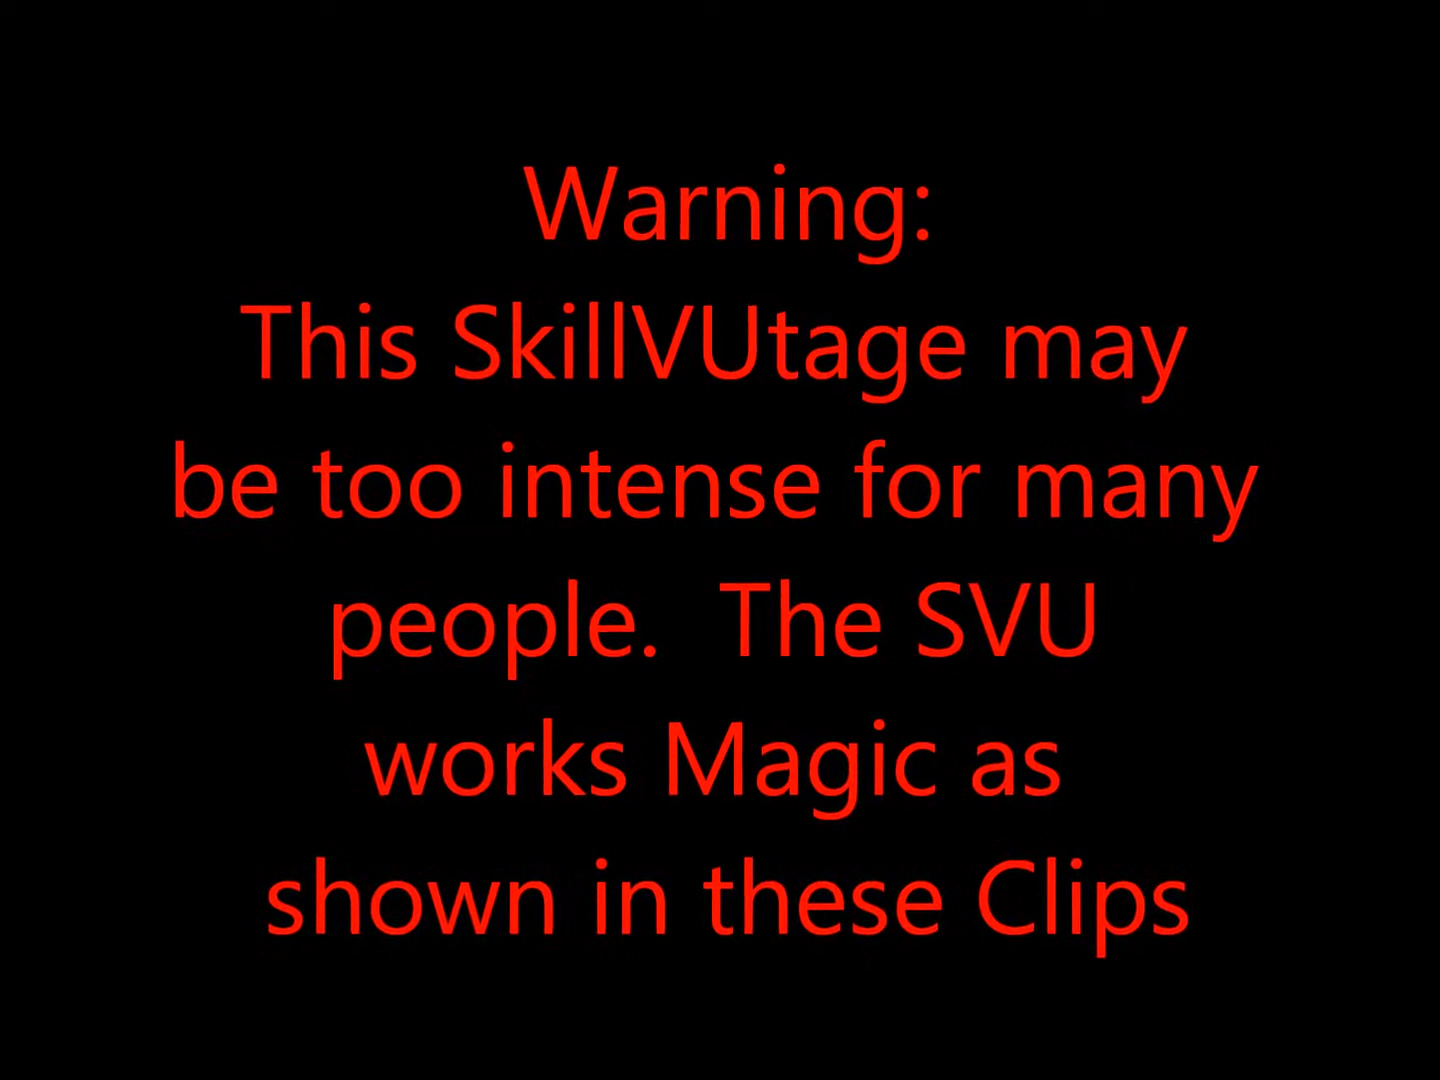 Warning:
This SkillVUtage may
be too intense for many
people.  The SVU
works Magic as
shown in these Clips